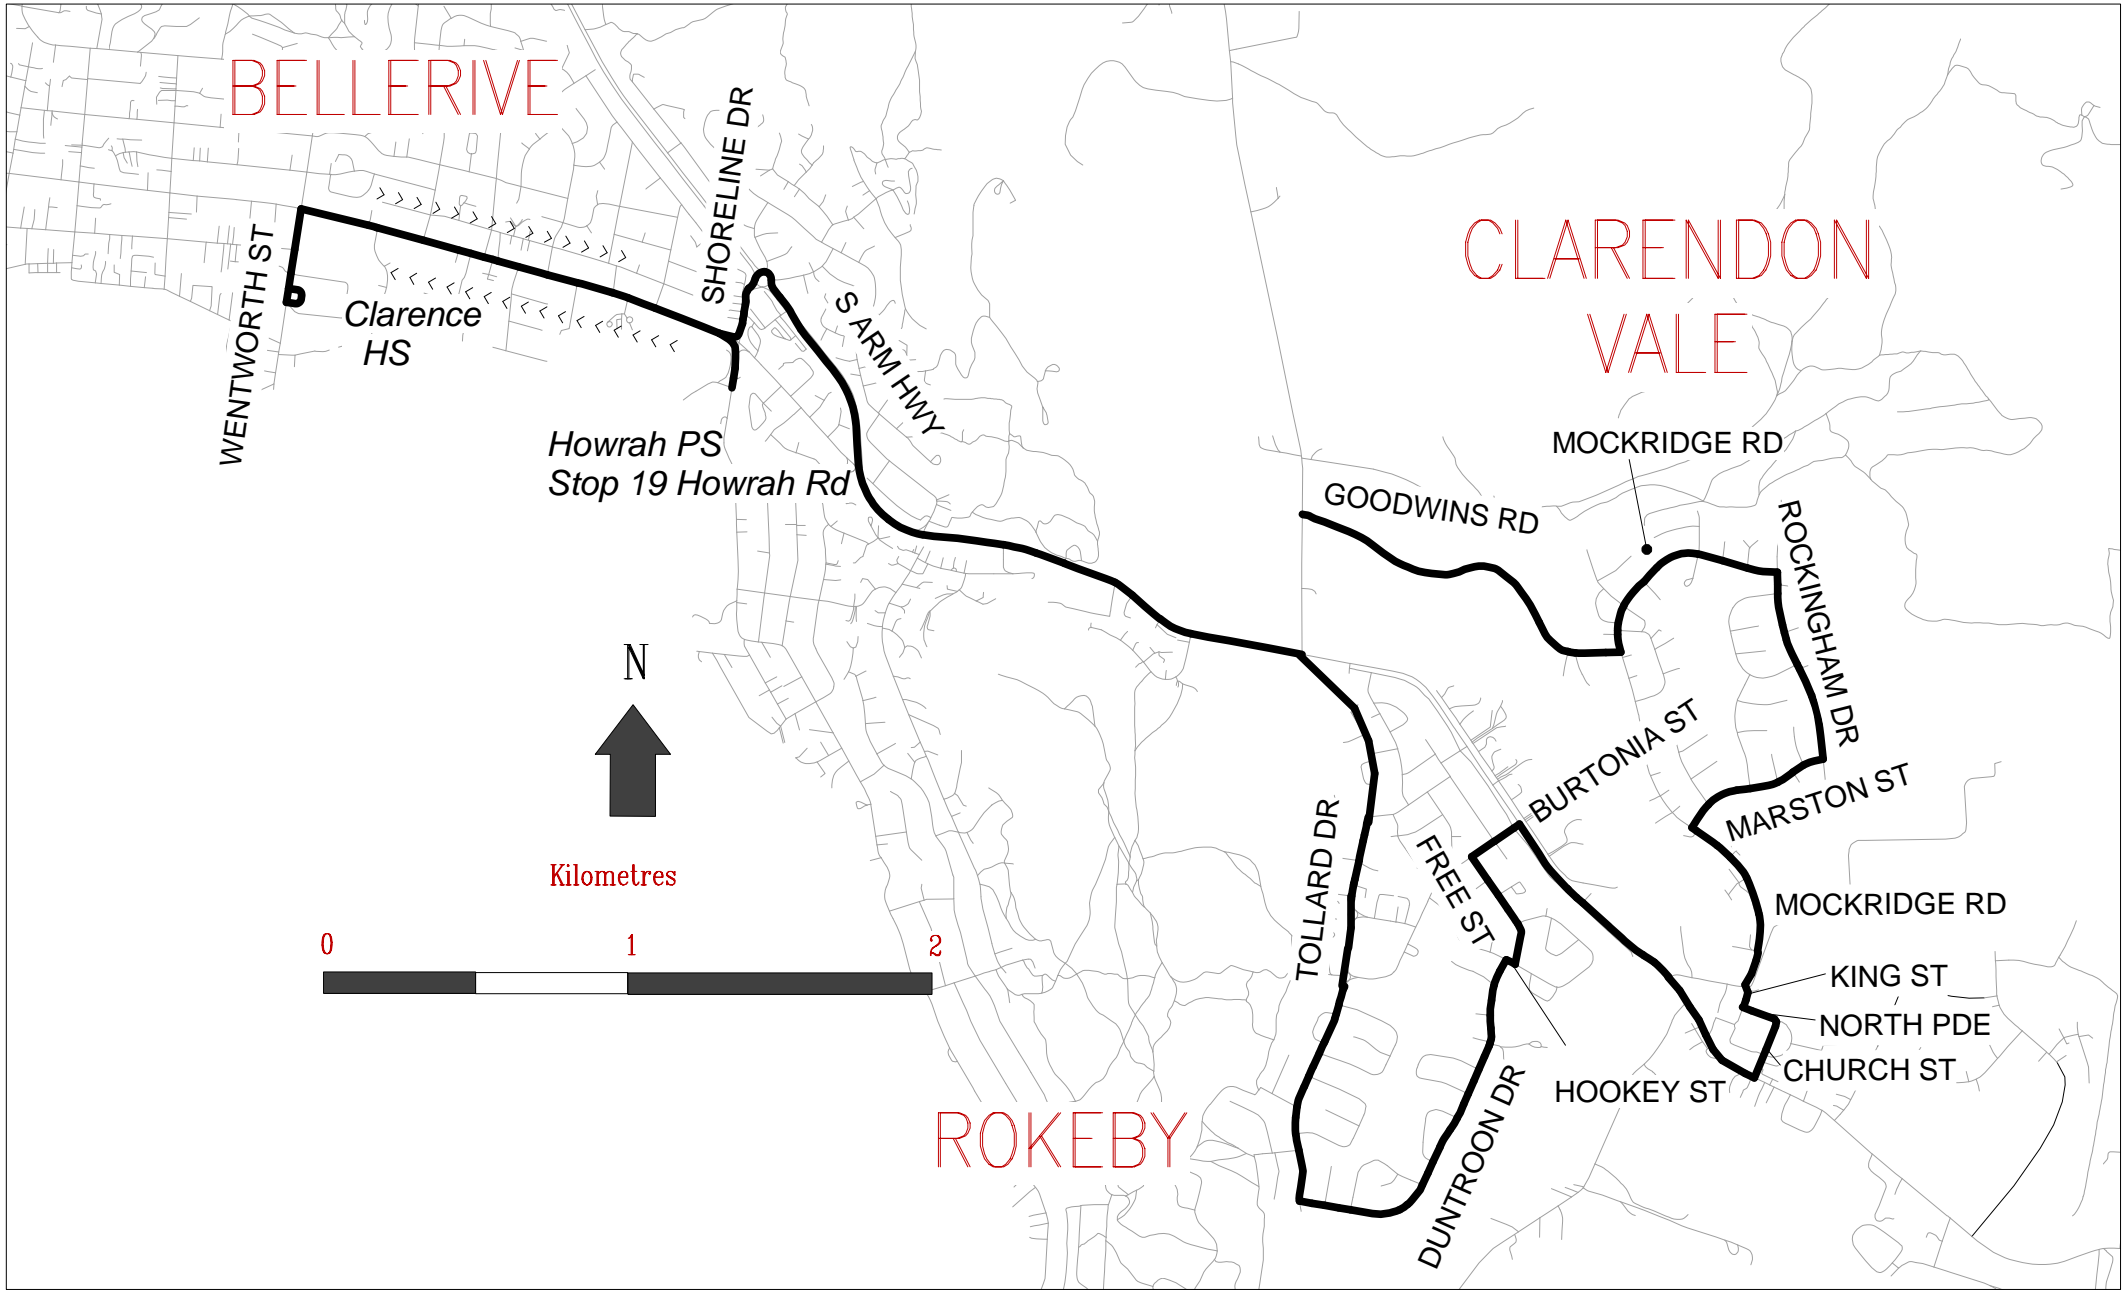 BELLERIVE
SHORELINE DR
WENTWORTH ST
Clarence
HS
S ARM HWY
CLARENDON
VALE
Howrah PS
Stop 19 Howrah Rd
MOCKRIDGE RD
GOODWINS RD
ROCKINGHAM DR
N
BURTONIA ST
MARSTON ST
TOLLARD DR
FREE ST
Kilometres
0 1 2
MOCKRIDGE RD
KING ST
NORTH PDE
CHURCH ST
HOOKEY ST
DUNTROON DR
ROKEBY